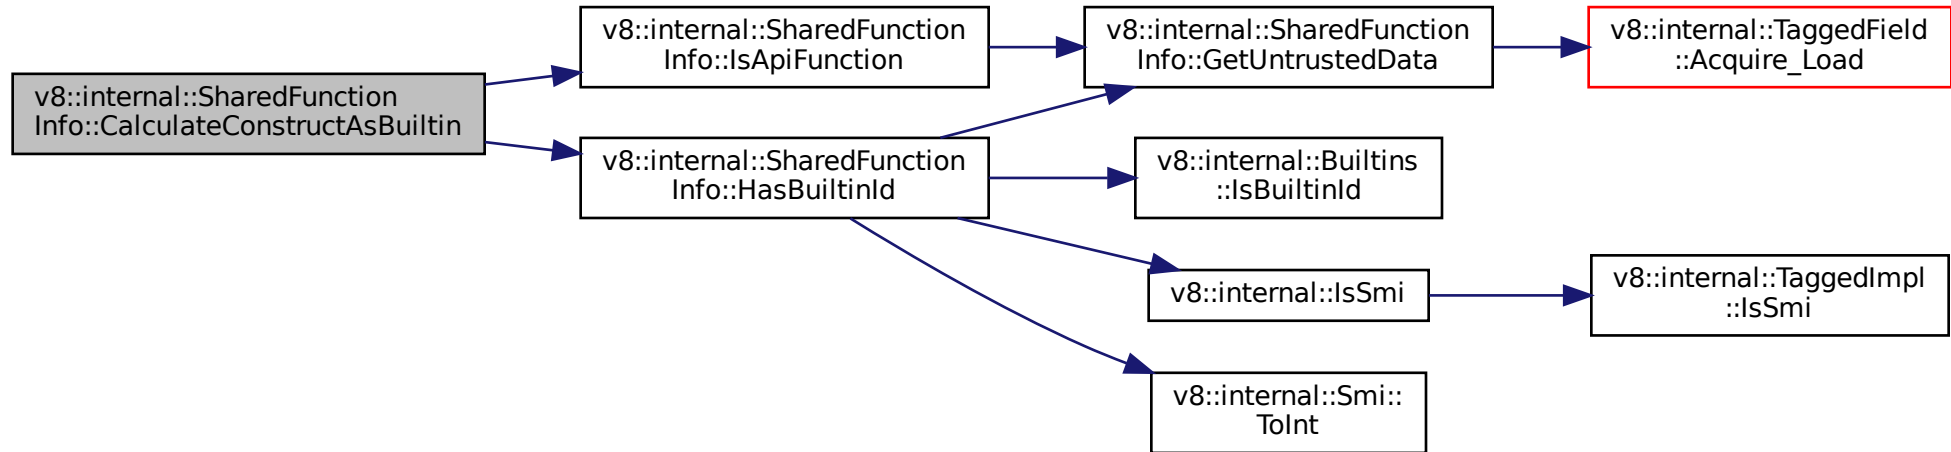 v8::internal::SharedFunction
Info::CalculateConstructAsBuiltin
v8::internal::SharedFunction
Info::IsApiFunction
v8::internal::SharedFunction
Info::HasBuiltinId
v8::internal::SharedFunction
Info::GetUntrustedData
v8::internal::Builtins
::IsBuiltinId
v8::internal::IsSmi
v8::internal::Smi::
ToInt
v8::internal::TaggedField
::Acquire_Load
v8::internal::TaggedImpl
::IsSmi